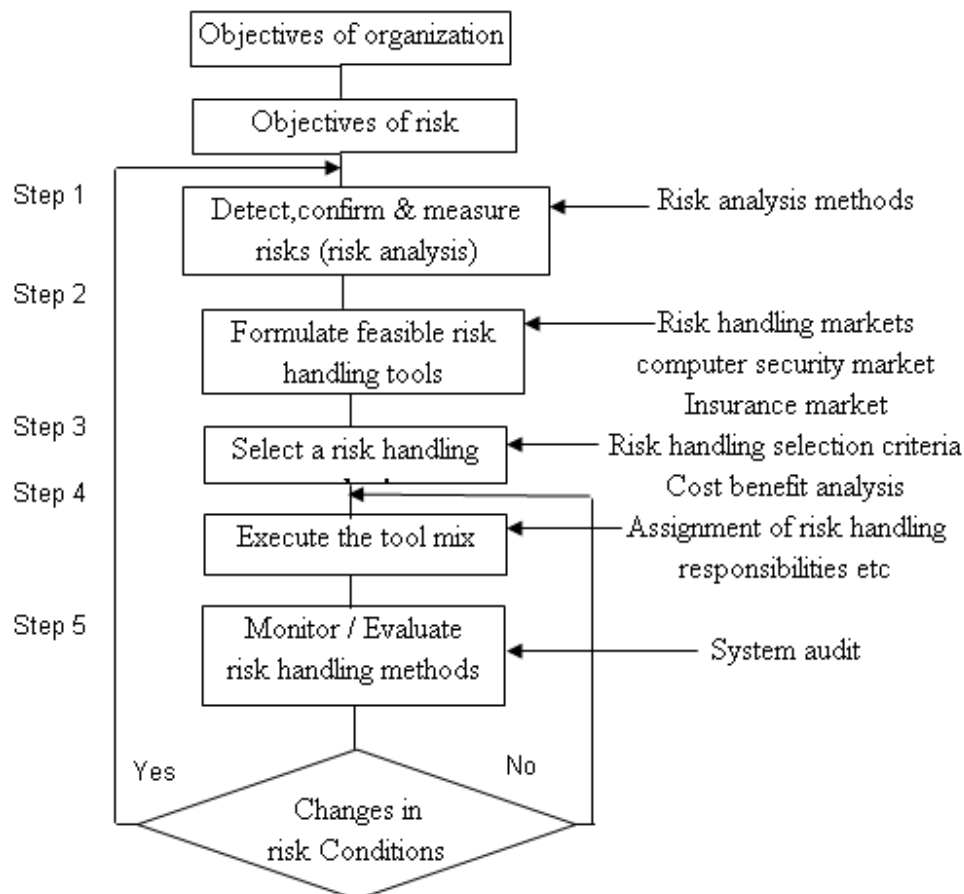 Objectives of organization
Objectives of risk
Step 1
Detect,confirm & measure
risks (risk analysis)
Risk analysis methods
Step 2
Formulate feasible risk
handling tools
Risk handling markets
computer security market
Insurance market
Step 3
Select a risk handling
Risk handling selection criteria
Cost benefit analysis
Step 4
Execute the tool mix
Assignment of risk handling
responsibilities etc
Step 5
Monitor / Evaluate
risk handling methods
System audit
Yes
No
Changes in
risk Conditions